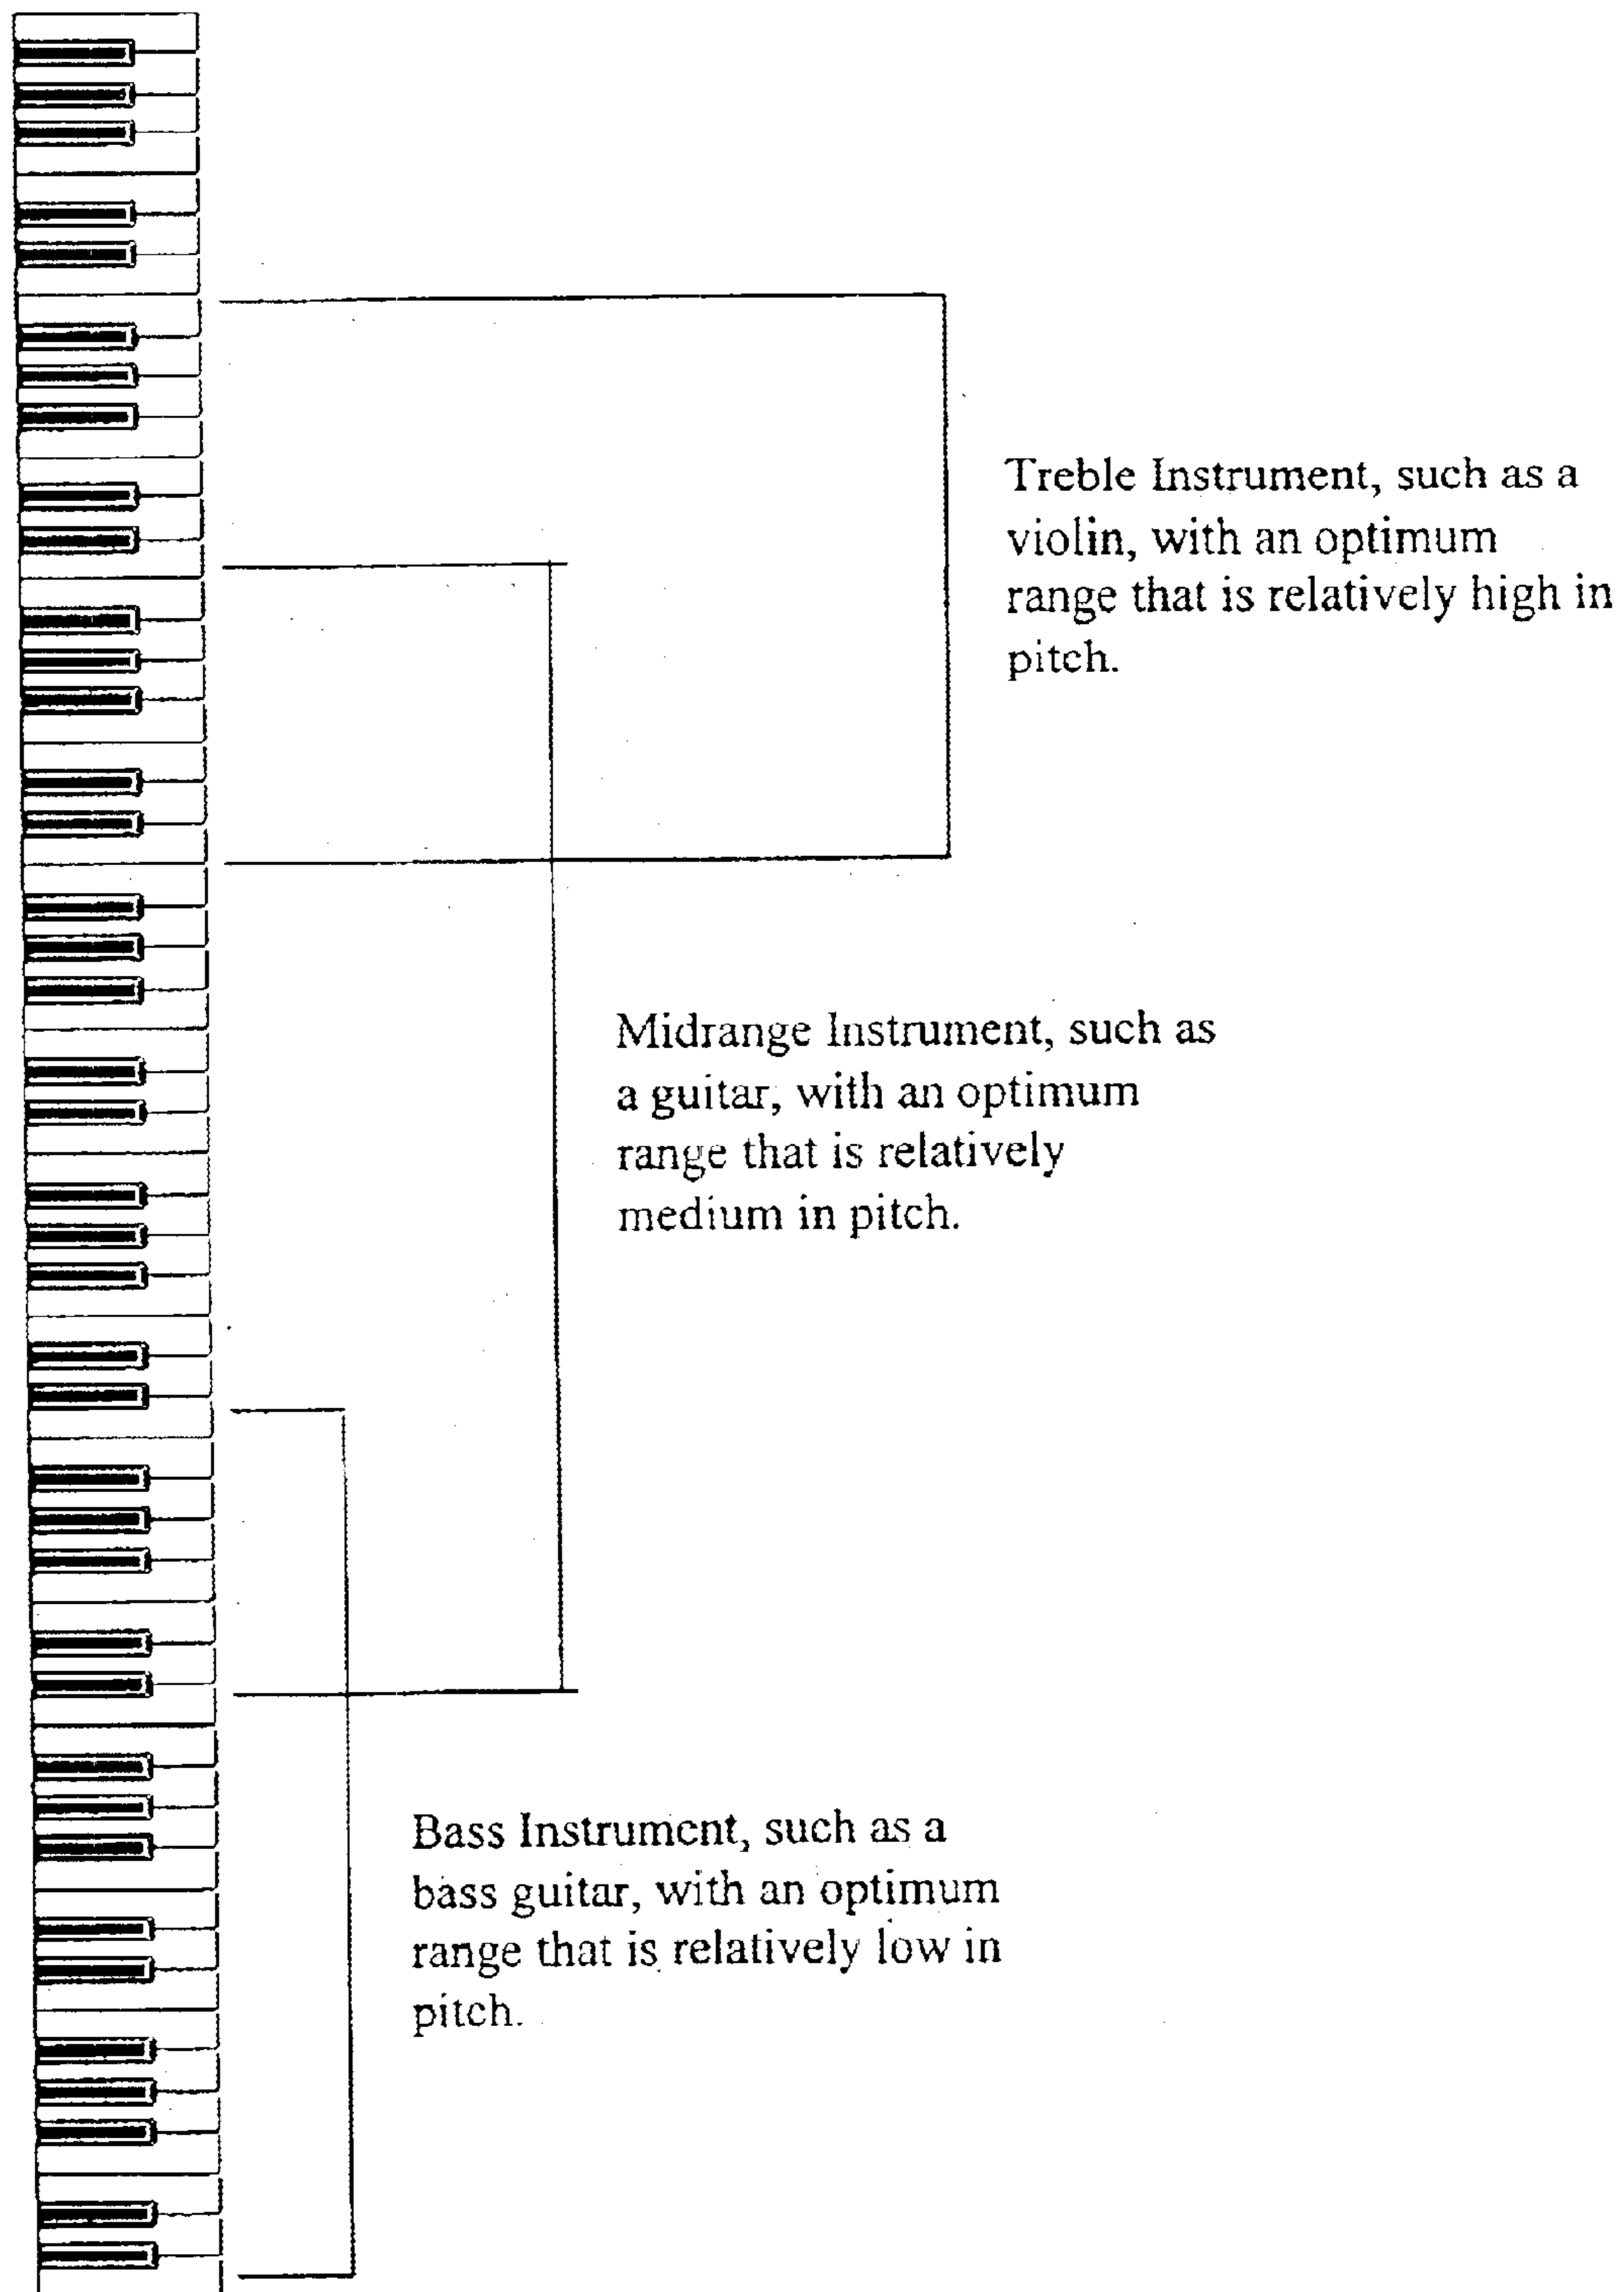 Treble Instrument, such as a
violin, with an optimum
range that is relatively high in
pitch.
Midrange Instrument, such as
a guitar, with an optimum
range that is relatively
medium in pitch.
Bass Instrument, such as a
bass guitar, with an optimum
range that is relatively low in
pitch.